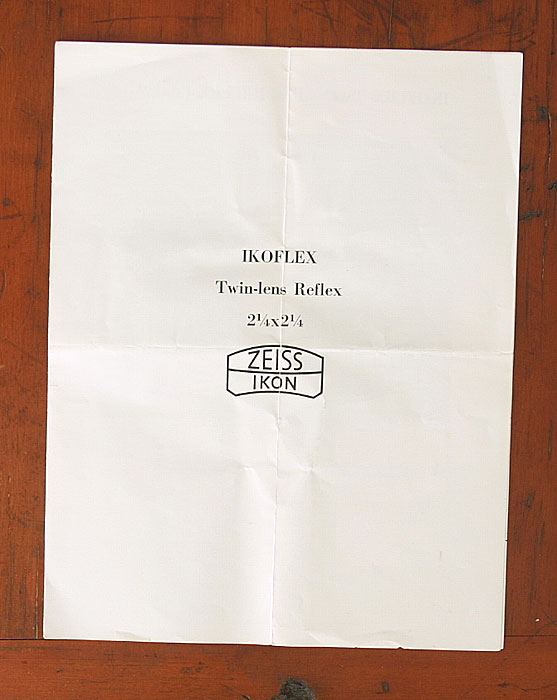 IKOFLEX
Twin-lens Reflex
2¼x2¼
ZEISS
IKON